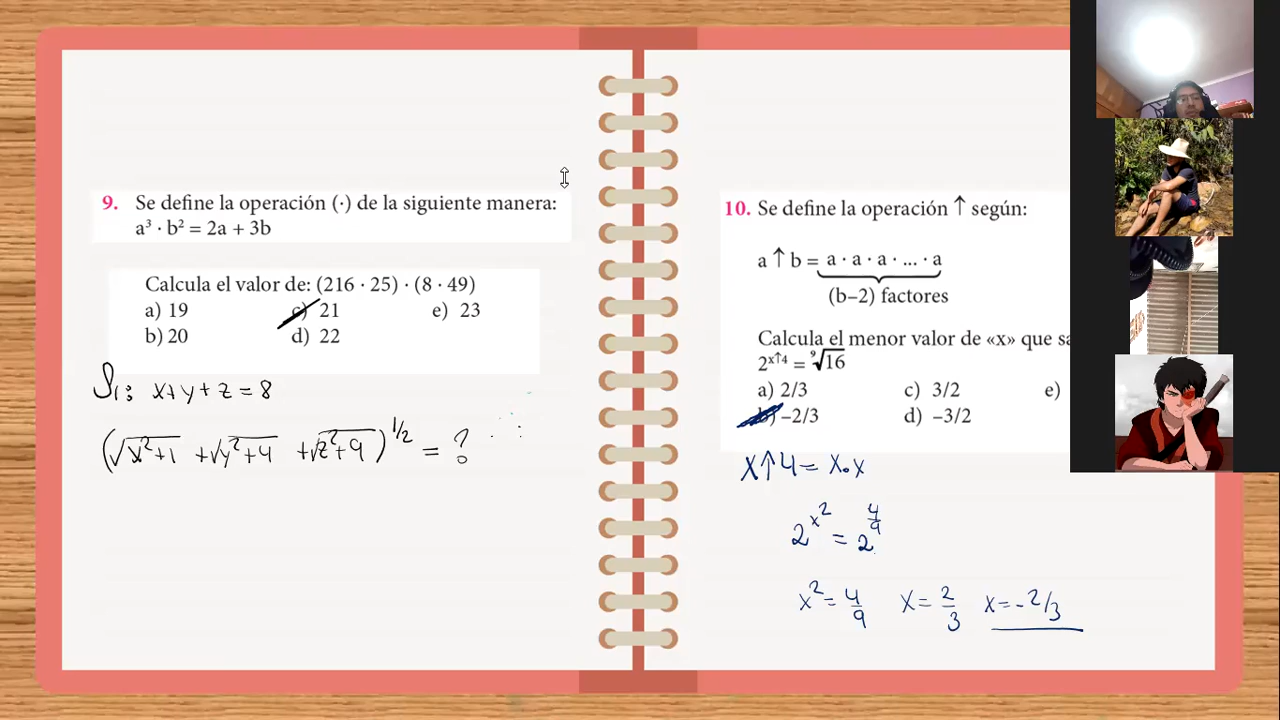 9. Se define la operación (·) de la siguiente manera:
a³ · b² = 2a + 3b
Calcula el valor de: (216 · 25) · (8 · 49)
a) 19 c) 21 e) 23
b) 20 d) 22
Si: x+y+z=8
(√x²+1 +√y²+4 +√z²+9)^1/2 = ?
10. Se define la operación ↑ según:
a ↑ b = a · a · a · ... · a
(b–2) factores
Calcula el menor valor de «x» que sa
2^x↑4 = ⁹√16
a) 2/3 c) 3/2 e)
b) –2/3 d) –3/2
x↑4 = x.x
2^x² = 2^4/9
x² = 4/9 x = 2/3 x = -2/3